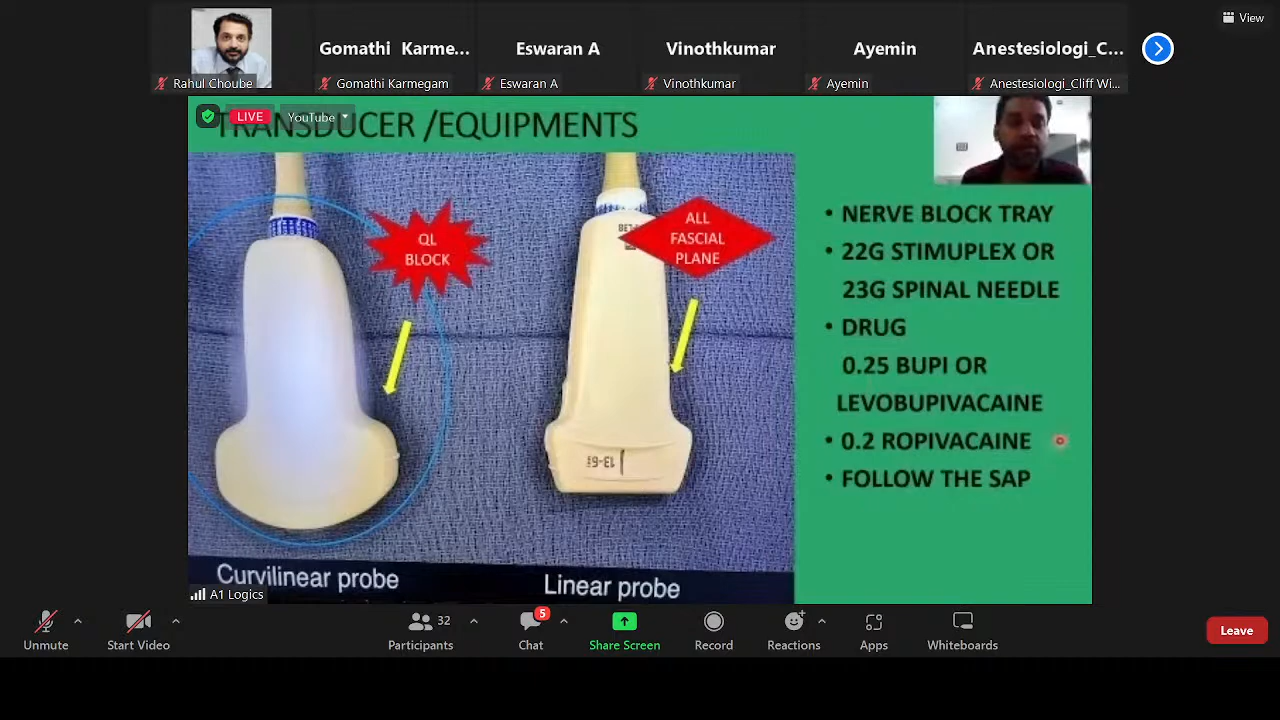 View
Gomathi Karme...
Eswaran A
Vinothkumar
Ayemin
Anestesiologi_C...
Rahul Choube
Gomathi Karmegam
Eswaran A
Vinothkumar
Ayemin
Anestesiologi_Cliff Wi...
LIVE
YouTube
TRANSDUCER /EQUIPMENTS
QL
BLOCK
ALL
FASCIAL
PLANE
13-6
• NERVE BLOCK TRAY
• 22G STIMUPLEX OR
23G SPINAL NEEDLE
• DRUG
0.25 BUPI OR
LEVOBUPIVACAINE
• 0.2 ROPIVACAINE
• FOLLOW THE SAP
Curvilinear probe
Linear probe
A1 Logics
Unmute
Start Video
Participants
32
Chat
5
Share Screen
Record
Reactions
Apps
Whiteboards
Leave